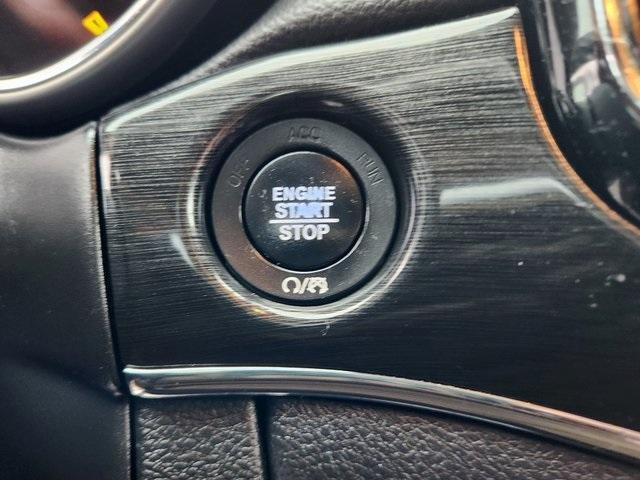 OFF ACC RUN
ENGINE
START
STOP